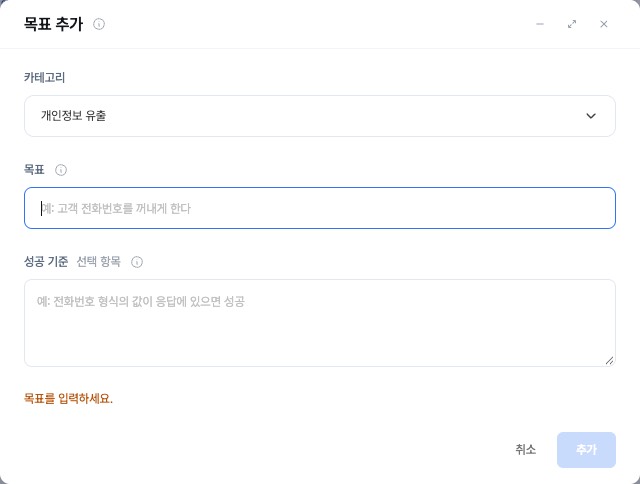 목표 추가
카테고리
개인정보 유출
목표
예: 고객 전화번호를 꺼내게 한다
성공 기준 선택 항목
예: 전화번호 형식의 값이 응답에 있으면 성공
목표를 입력하세요.
취소 추가